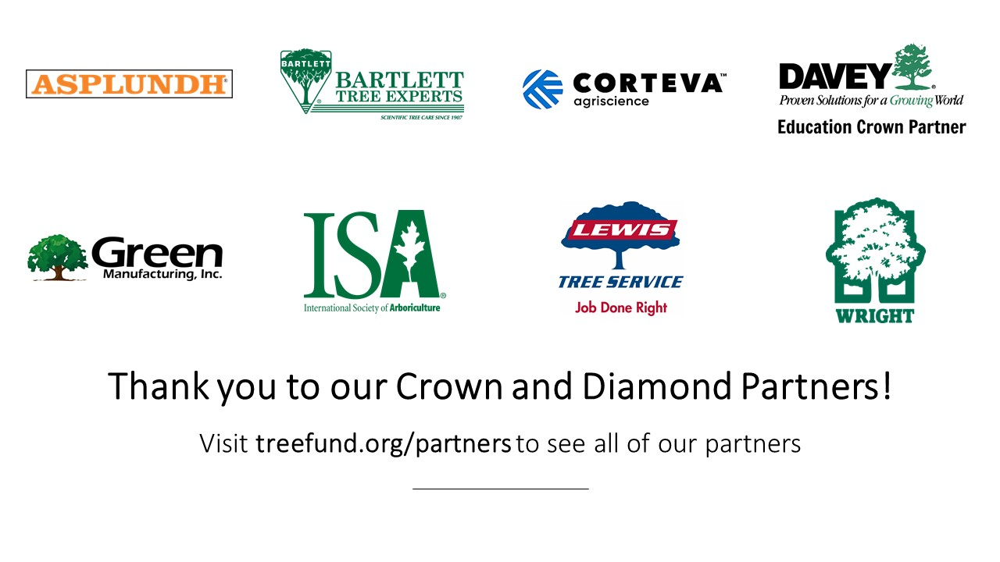 ASPLUNDH®
BARTLETT
BARTLETT
TREE EXPERTS
®
SCIENTIFIC TREE CARE SINCE 1907
CORTEVA™
agriscience
DAVEY®
Proven Solutions for a Growing World
Education Crown Partner
Green
Manufacturing, Inc.
ISA®
International Society of Arboriculture
LEWIS
TREE SERVICE
Job Done Right
WRIGHT
Thank you to our Crown and Diamond Partners!
Visit treefund.org/partners to see all of our partners